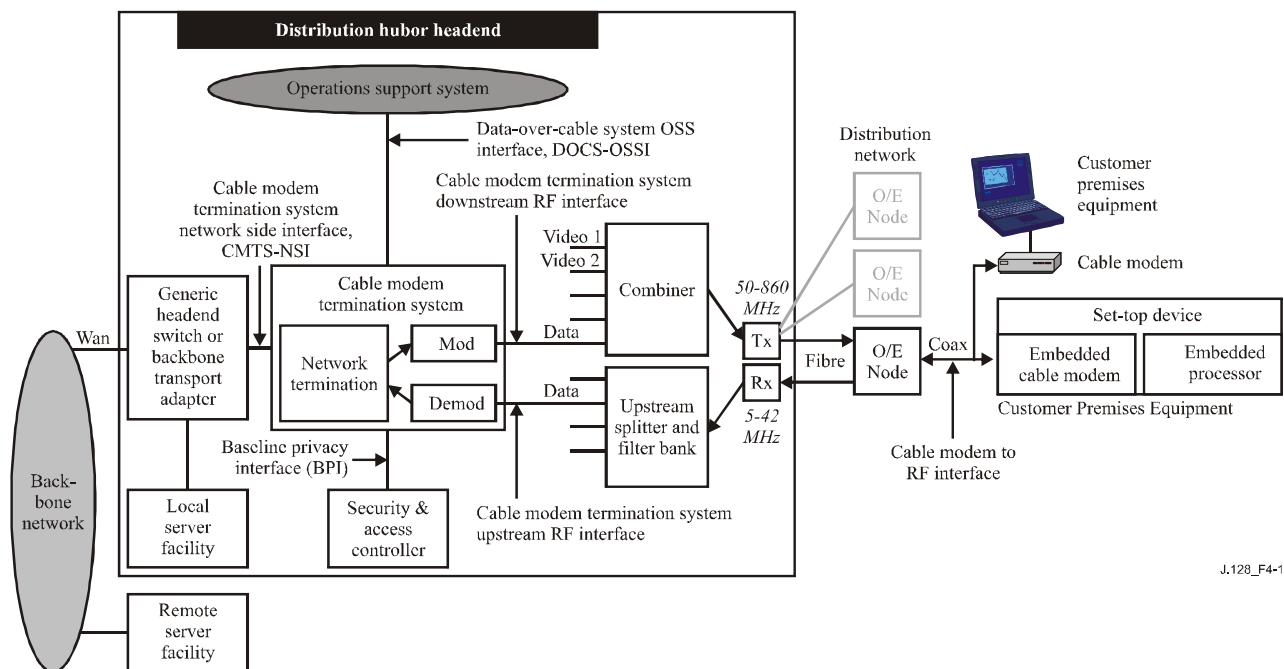 Distribution hubor headend
Operations support system
Data-over-cable system OSS
interface, DOCS-OSSI
Cable modem
termination system
network side interface,
CMTS-NSI
Cable modem termination system
downstream RF interface
Distribution
network
O/E
Node
O/E
Node
Customer
premises
equipment
Cable modem
Video 1
Video 2
Combiner
50-860
MHz
Wan
Generic
headend
switch or
backbone
transport
adapter
Cable modem
termination system
Network
termination
Mod
Demod
Data
Data
Tx
Rx
Fibre
5-42
MHz
O/E
Node
Coax
Set-top device
Embedded
cable modem
Embedded
processor
Customer Premises Equipment
Upstream
splitter and
filter bank
Cable modem to
RF interface
Baseline privacy
interface (BPI)
Back-
bone
network
Local
server
facility
Security &
access
controller
Cable modem termination system
upstream RF interface
Remote
server
facility
J.128_F4-1